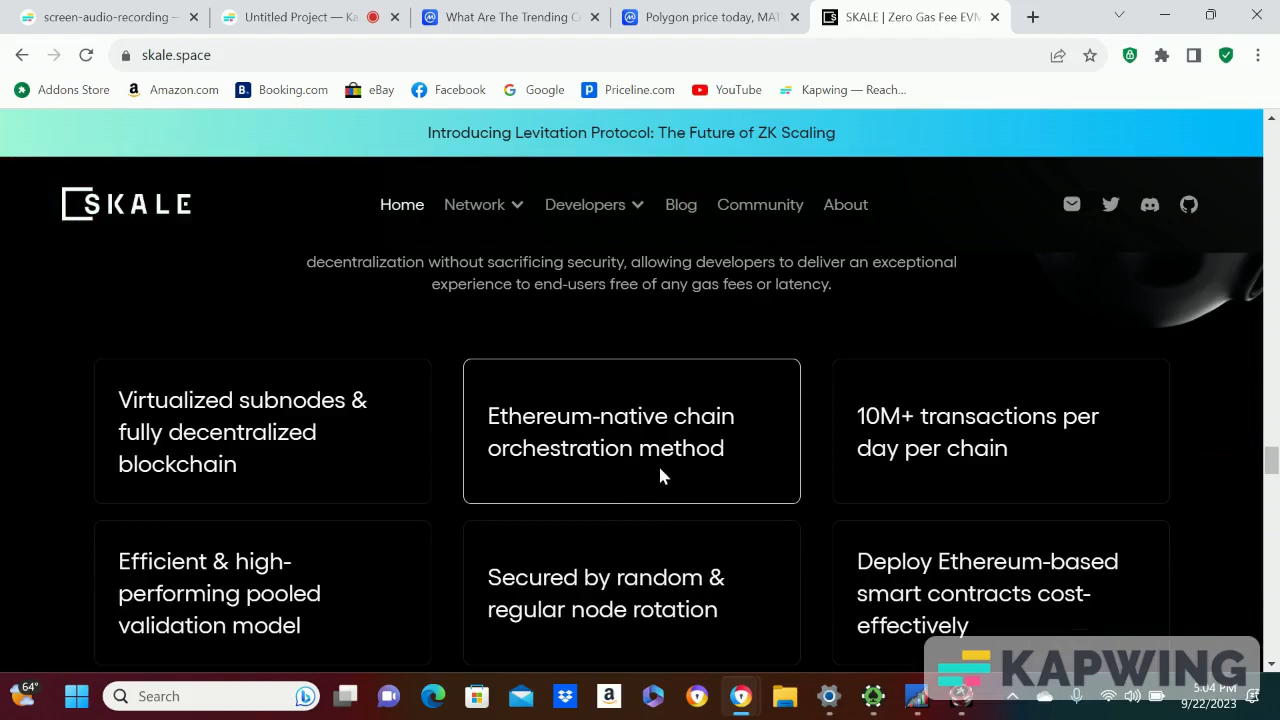 screen-audio-recording
Untitled Project — Ka
What Are The Trending C
Polygon price today, MAT
SKALE | Zero Gas Fee EVM
skale.space
Addons Store
Amazon.com
Booking.com
eBay
Facebook
Google
Priceline.com
YouTube
Kapwing — Reach...
Introducing Levitation Protocol: The Future of ZK Scaling
SKALE
Home
Network
Developers
Blog
Community
About
decentralization without sacrificing security, allowing developers to deliver an exceptional
experience to end-users free of any gas fees or latency.
Virtualized subnodes &
fully decentralized
blockchain
Ethereum-native chain
orchestration method
10M+ transactions per
day per chain
Efficient & high-
performing pooled
validation model
Secured by random &
regular node rotation
Deploy Ethereum-based
smart contracts cost-
effectively
KAPWING
64°
Search
5:04 PM
9/22/2023